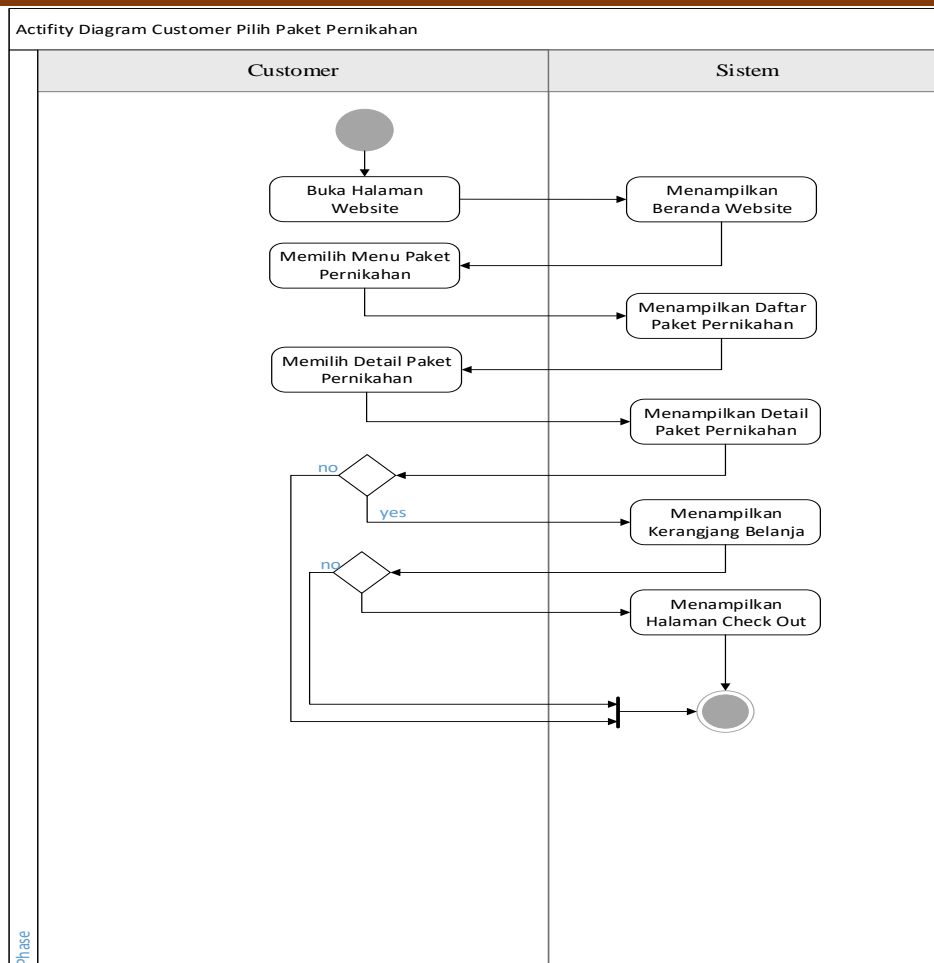 Actifity Diagram Customer Pilih Paket Pernikahan
Customer
Sistem
Buka Halaman
Website
Menampilkan
Beranda Website
Memilih Menu Paket
Pernikahan
Menampilkan Daftar
Paket Pernikahan
Memilih Detail Paket
Pernikahan
Menampilkan Detail
Paket Pernikahan
no
yes
Menampilkan
Kerangjang Belanja
no
Menampilkan
Halaman Check Out
Phase